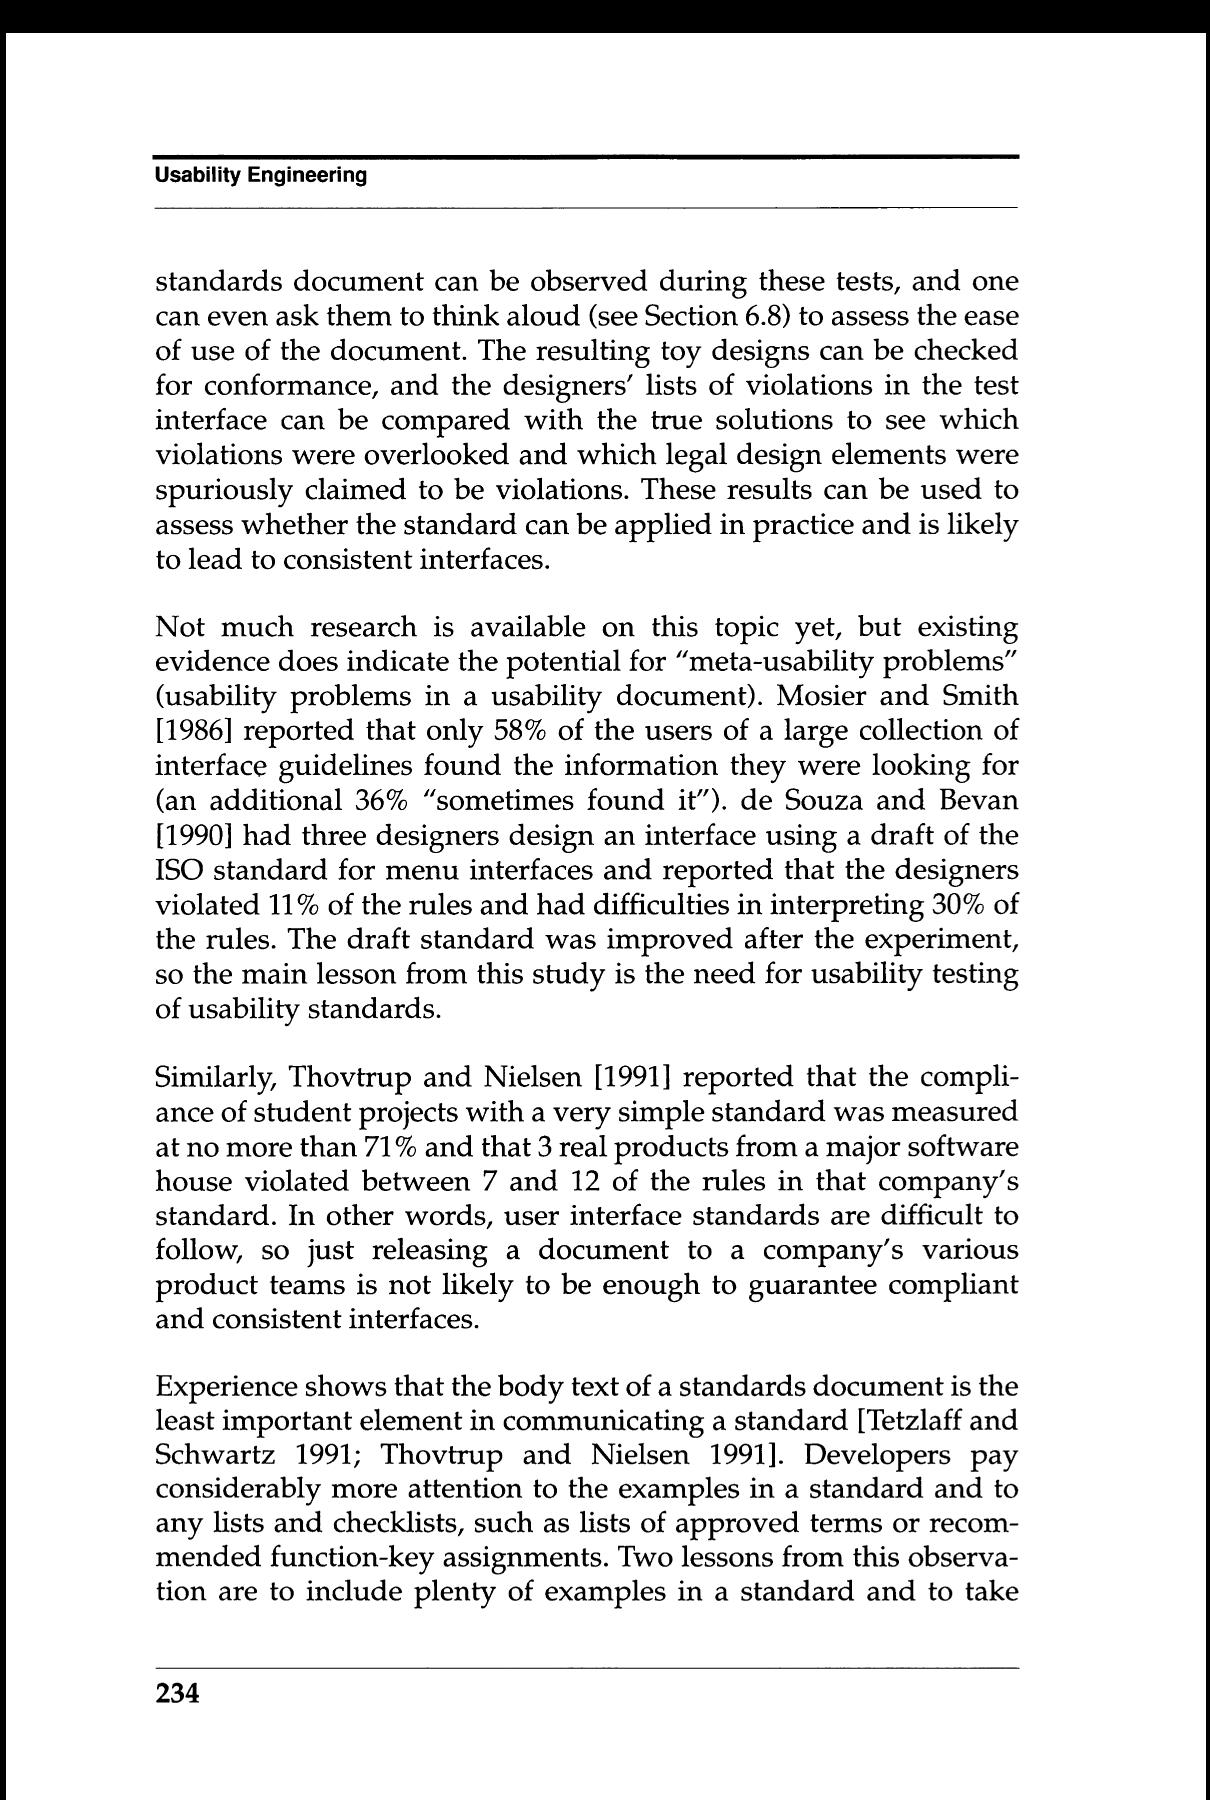 Usability Engineering
standards document can be observed during these tests, and one
can even ask them to think aloud (see Section 6.8) to assess the ease
of use of the document. The resulting toy designs can be checked
for conformance, and the designers' lists of violations in the test
interface can be compared with the true solutions to see which
violations were overlooked and which legal design elements were
spuriously claimed to be violations. These results can be used to
assess whether the standard can be applied in practice and is likely
to lead to consistent interfaces.
Not much research is available on this topic yet, but existing
evidence does indicate the potential for "meta-usability problems"
(usability problems in a usability document). Mosier and Smith
[1986] reported that only 58% of the users of a large collection of
interface guidelines found the information they were looking for
(an additional 36% "sometimes found it"). de Souza and Bevan
[1990] had three designers design an interface using a draft of the
ISO standard for menu interfaces and reported that the designers
violated 11% of the rules and had difficulties in interpreting 30% of
the rules. The draft standard was improved after the experiment,
so the main lesson from this study is the need for usability testing
of usability standards.
Similarly, Thovtrup and Nielsen [1991] reported that the compli-
ance of student projects with a very simple standard was measured
at no more than 71% and that 3 real products from a major software
house violated between 7 and 12 of the rules in that company's
standard. In other words, user interface standards are difficult to
follow, so just releasing a document to a company's various
product teams is not likely to be enough to guarantee compliant
and consistent interfaces.
Experience shows that the body text of a standards document is the
least important element in communicating a standard [Tetzlaff and
Schwartz 1991; Thovtrup and Nielsen 1991]. Developers pay
considerably more attention to the examples in a standard and to
any lists and checklists, such as lists of approved terms or recom-
mended function-key assignments. Two lessons from this observa-
tion are to include plenty of examples in a standard and to take
234